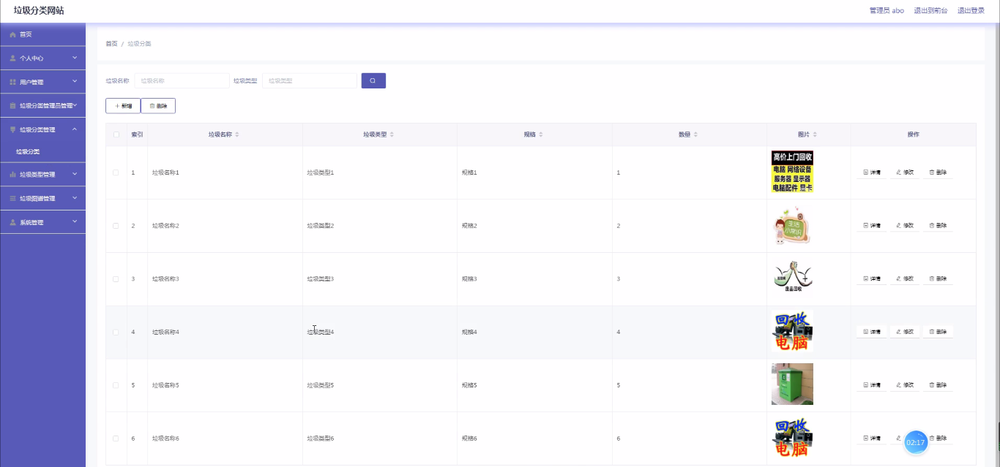 垃圾分类网站
管理员 abo 退出到前台 退出登录
首页
个人中心
用户管理
垃圾分类管理员管理
垃圾分类管理
垃圾分类
垃圾类型管理
垃圾图谱管理
系统管理
首页 / 垃圾分类
垃圾名称 垃圾名称 垃圾类型 垃圾类型
+ 新增 删除
索引 垃圾名称 垃圾类型 规格 数量 图片 操作
1 垃圾名称1 垃圾类型1 规格1 1 详情 修改 删除
高价上门回收
电脑 网络设备
服务器 显示器
电脑配件 显卡
2 垃圾名称2 垃圾类型2 规格2 2 详情 修改 删除
生活
小常识
3 垃圾名称3 垃圾类型3 规格3 3 详情 修改 删除
互联网
废品回收
4 垃圾名称4 垃圾类型4 规格4 4 详情 修改 删除
回收
电脑
5 垃圾名称5 垃圾类型5 规格5 5 详情 修改 删除
6 垃圾名称6 垃圾类型6 规格6 6 详情 删除
回收
电脑
02:17